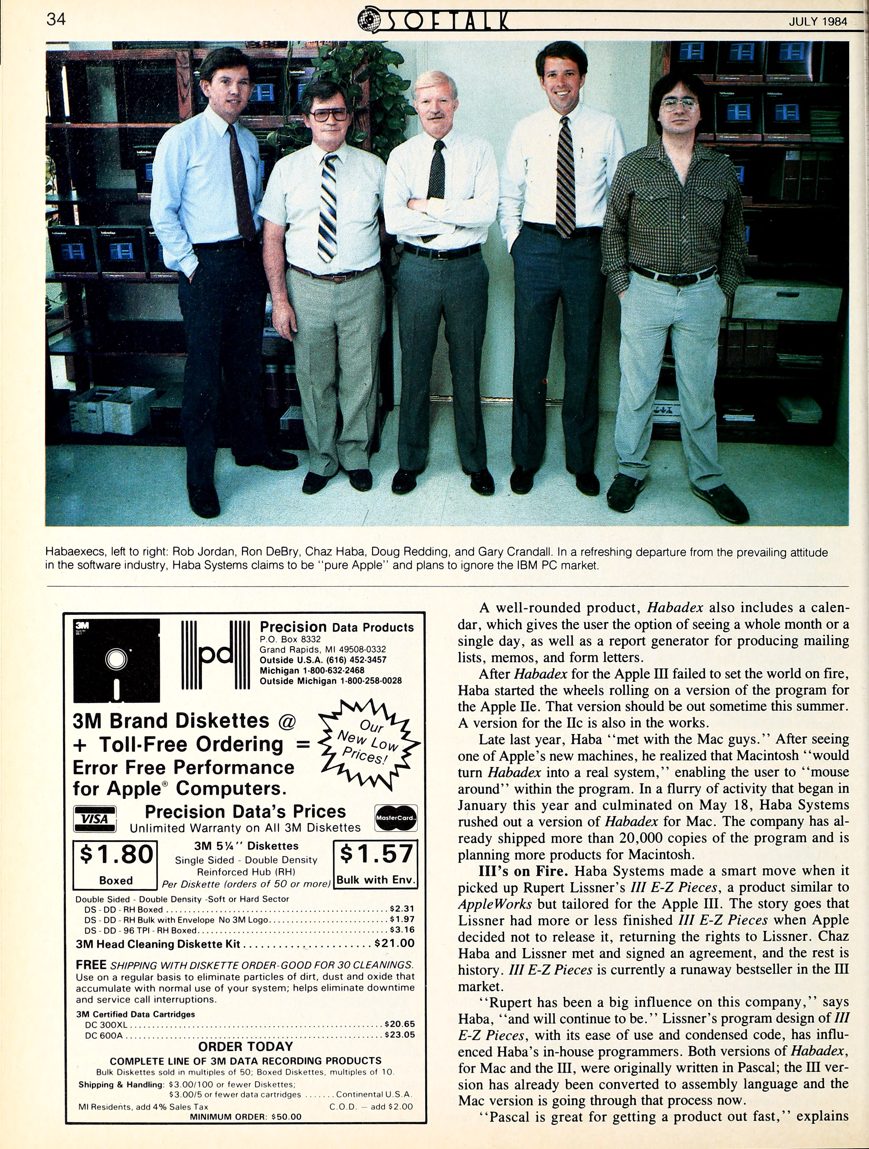 34
SOFTALK
JULY 1984
Habaexecs, left to right: Rob Jordan, Ron DeBry, Chaz Haba, Doug Redding, and Gary Crandall. In a refreshing departure from the prevailing attitude
in the software industry, Haba Systems claims to be ‘‘pure Apple’’ and plans to ignore the IBM PC market.
3M
pd
Precision Data Products
P.O. Box 8332
Grand Rapids, MI 49508-0332
Outside U.S.A. (616) 452-3457
Michigan 1-800-632-2468
Outside Michigan 1-800-258-0028
3M Brand Diskettes @
+ Toll-Free Ordering =
Error Free Performance
for Apple® Computers.
Our
New Low
Prices!
VISA
Precision Data's Prices
Unlimited Warranty on All 3M Diskettes
MasterCard
$1.80
Boxed
3M 5¼″ Diskettes
Single Sided - Double Density
Reinforced Hub (RH)
Per Diskette (orders of 50 or more)
$1.57
Bulk with Env.
Double Sided - Double Density -Soft or Hard Sector
DS - DD - RH Boxed ........ $2.31
DS - DD - RH Bulk with Envelope No 3M Logo ........ $1.97
DS - DD - 96 TPI - RH Boxed ........ $3.16
3M Head Cleaning Diskette Kit ........ $21.00
FREE SHIPPING WITH DISKETTE ORDER-GOOD FOR 30 CLEANINGS.
Use on a regular basis to eliminate particles of dirt, dust and oxide that
accumulate with normal use of your system; helps eliminate downtime
and service call interruptions.
3M Certified Data Cartridges
DC 300XL ........ $20.65
DC 600A ........ $23.05
ORDER TODAY
COMPLETE LINE OF 3M DATA RECORDING PRODUCTS
Bulk Diskettes sold in multiples of 50; Boxed Diskettes, multiples of 10.
Shipping & Handling: $3.00/100 or fewer Diskettes;
$3.00/5 or fewer data cartridges ....... Continental U.S.A.
MI Residents, add 4% Sales Tax C.O.D. — add $2.00
MINIMUM ORDER: $50.00
A well-rounded product, Habadex also includes a calen-
dar, which gives the user the option of seeing a whole month or a
single day, as well as a report generator for producing mailing
lists, memos, and form letters.
After Habadex for the Apple III failed to set the world on fire,
Haba started the wheels rolling on a version of the program for
the Apple IIe. That version should be out sometime this summer.
A version for the IIc is also in the works.
Late last year, Haba ‘‘met with the Mac guys.’’ After seeing
one of Apple's new machines, he realized that Macintosh ‘‘would
turn Habadex into a real system,’’ enabling the user to ‘‘mouse
around’’ within the program. In a flurry of activity that began in
January this year and culminated on May 18, Haba Systems
rushed out a version of Habadex for Mac. The company has al-
ready shipped more than 20,000 copies of the program and is
planning more products for Macintosh.
III's on Fire. Haba Systems made a smart move when it
picked up Rupert Lissner's III E-Z Pieces, a product similar to
AppleWorks but tailored for the Apple III. The story goes that
Lissner had more or less finished III E-Z Pieces when Apple
decided not to release it, returning the rights to Lissner. Chaz
Haba and Lissner met and signed an agreement, and the rest is
history. III E-Z Pieces is currently a runaway bestseller in the III
market.
‘‘Rupert has been a big influence on this company,’’ says
Haba, ‘‘and will continue to be.’’ Lissner's program design of III
E-Z Pieces, with its ease of use and condensed code, has influ-
enced Haba's in-house programmers. Both versions of Habadex,
for Mac and the III, were originally written in Pascal; the III ver-
sion has already been converted to assembly language and the
Mac version is going through that process now.
‘‘Pascal is great for getting a product out fast,’’ explains